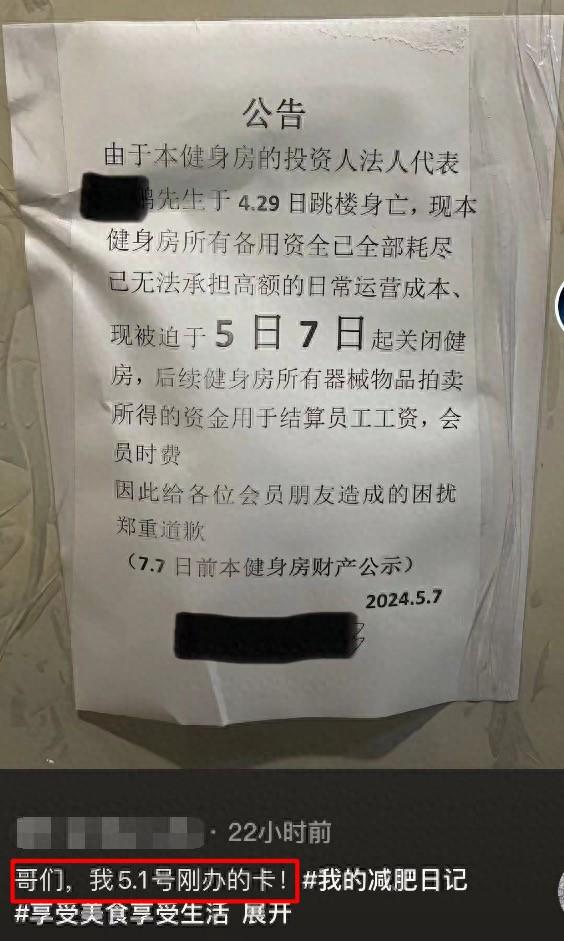 公告
由于本健身房的投资人法人代表
鹏先生于 4.29 日跳楼身亡，现本
健身房所有备用资全已全部耗尽
己无法承担高额的日常运营成本、
现被迫于 5 日 7 日起关闭健
房，后续健身房所有器械物品拍卖
所得的资金用于结算员工工资，会
员时费
因此给各位会员朋友造成的困扰
郑重道歉
（7.7 日前本健身房财产公示）
2024.5.7
· 22小时前
哥们，我5.1号刚办的卡！#我的减肥日记
#享受美食享受生活 展开